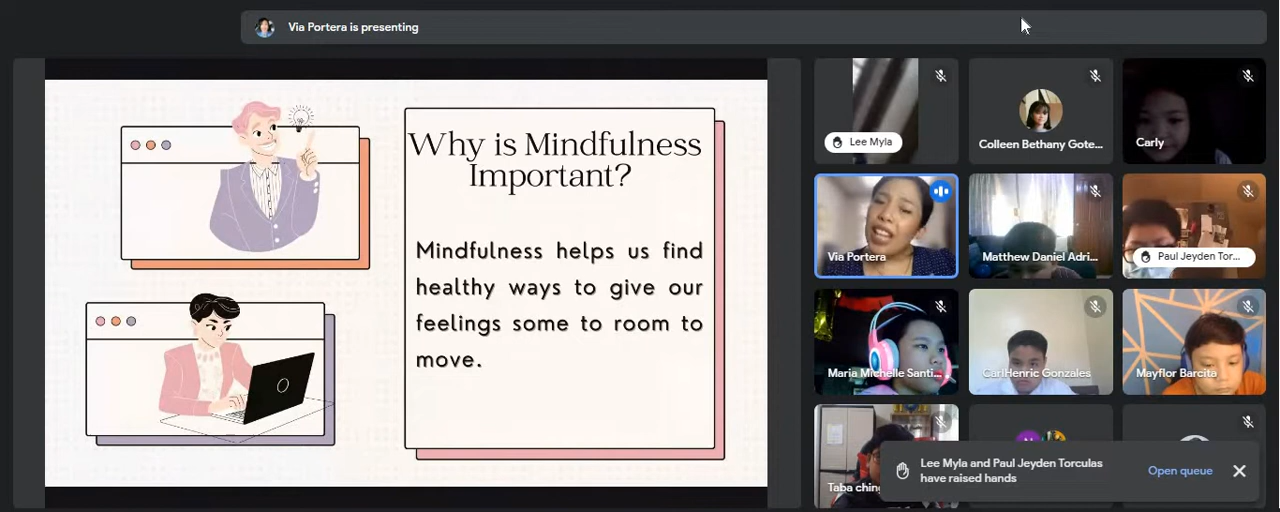 Via Portera is presenting
Why is Mindfulness
Important?
Mindfulness helps us find
healthy ways to give our
feelings some to room to
move.
Lee Myla
Colleen Bethany Gote...
Carly
Via Portera
Matthew Daniel Adri...
Paul Jeyden Tor...
Maria Michelle Santi...
CarlHenric Gonzales
Mayflor Barcita
Taba ching
Lee Myla and Paul Jeyden Torculas
have raised hands
Open queue